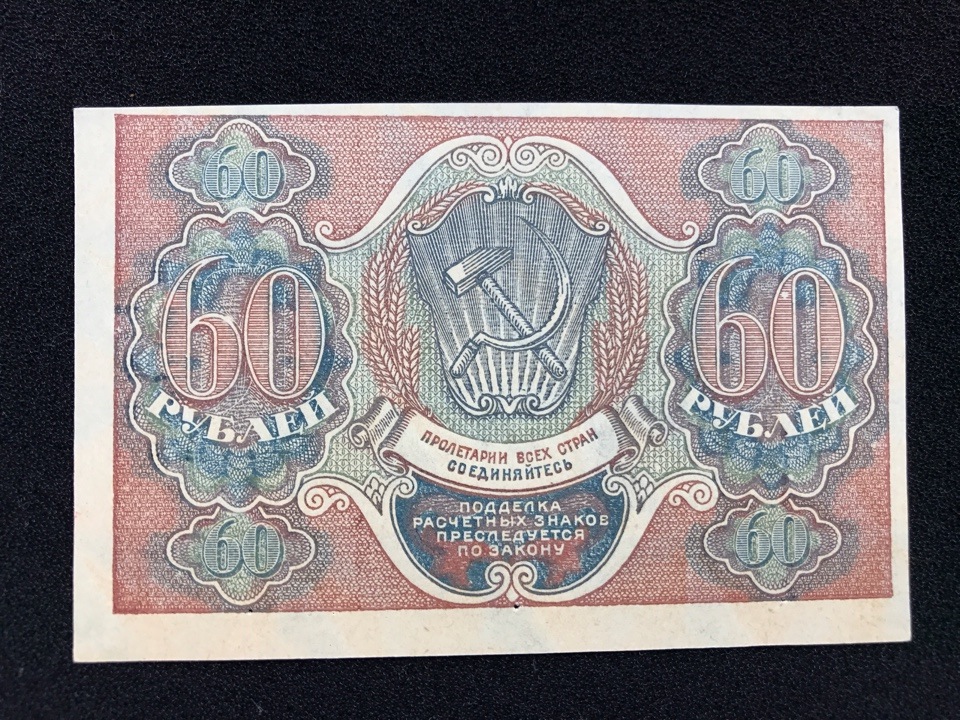 60
60
60
РУБЛЕЙ
60
РУБЛЕЙ
ПРОЛЕТАРИИ ВСЕХ СТРАН
СОЕДИНЯЙТЕСЬ
ПОДДЕЛКА
РАСЧЕТНЫХ ЗНАКОВ
ПРЕСЛЕДУЕТСЯ
ПО ЗАКОНУ
60
60